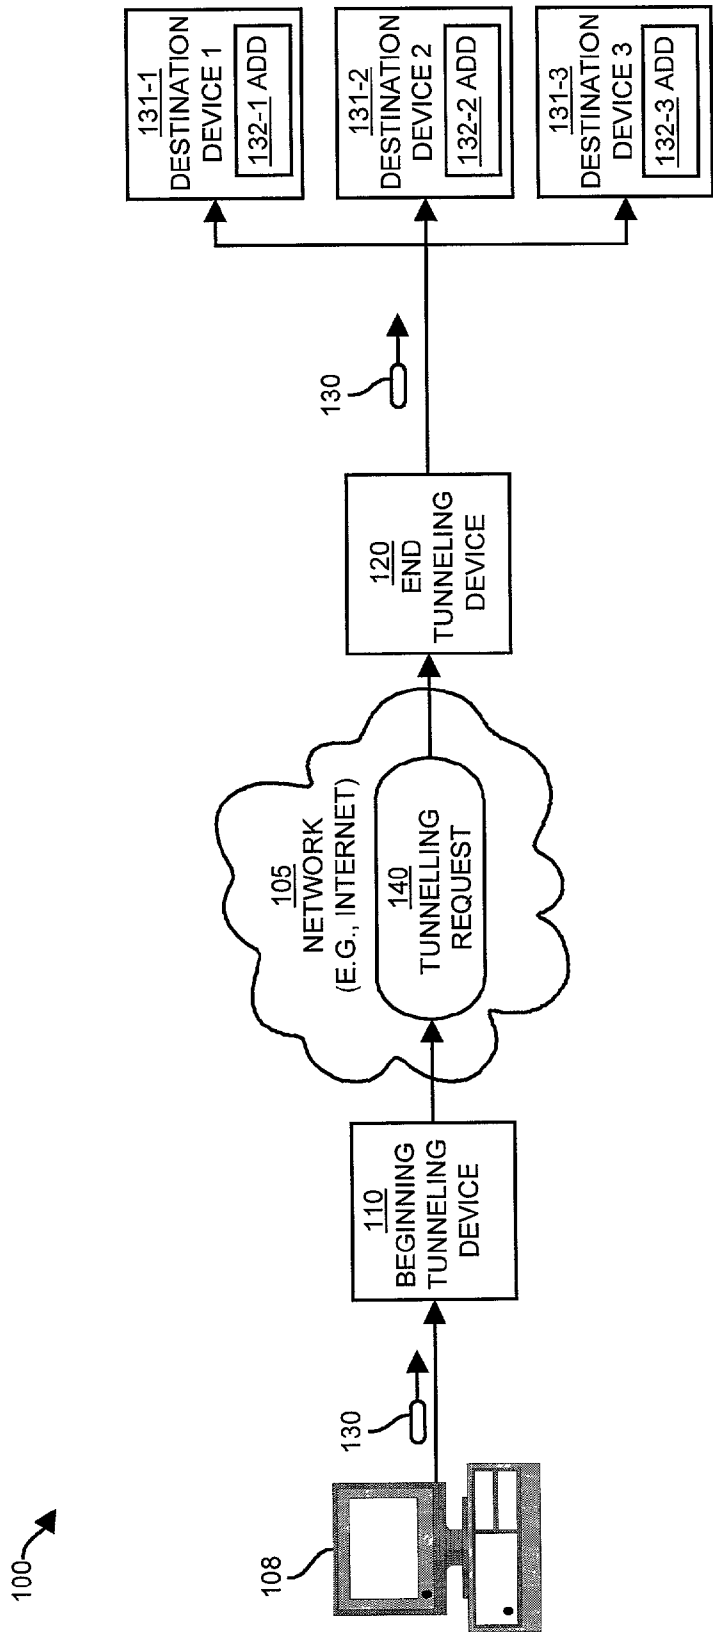 100
108
130
110
BEGINNING
TUNNELING
DEVICE
105
NETWORK
(E.G., INTERNET)
140
TUNNELLING
REQUEST
120
END
TUNNELING
DEVICE
130
131-1
DESTINATION
DEVICE 1
132-1 ADD
131-2
DESTINATION
DEVICE 2
132-2 ADD
131-3
DESTINATION
DEVICE 3
132-3 ADD